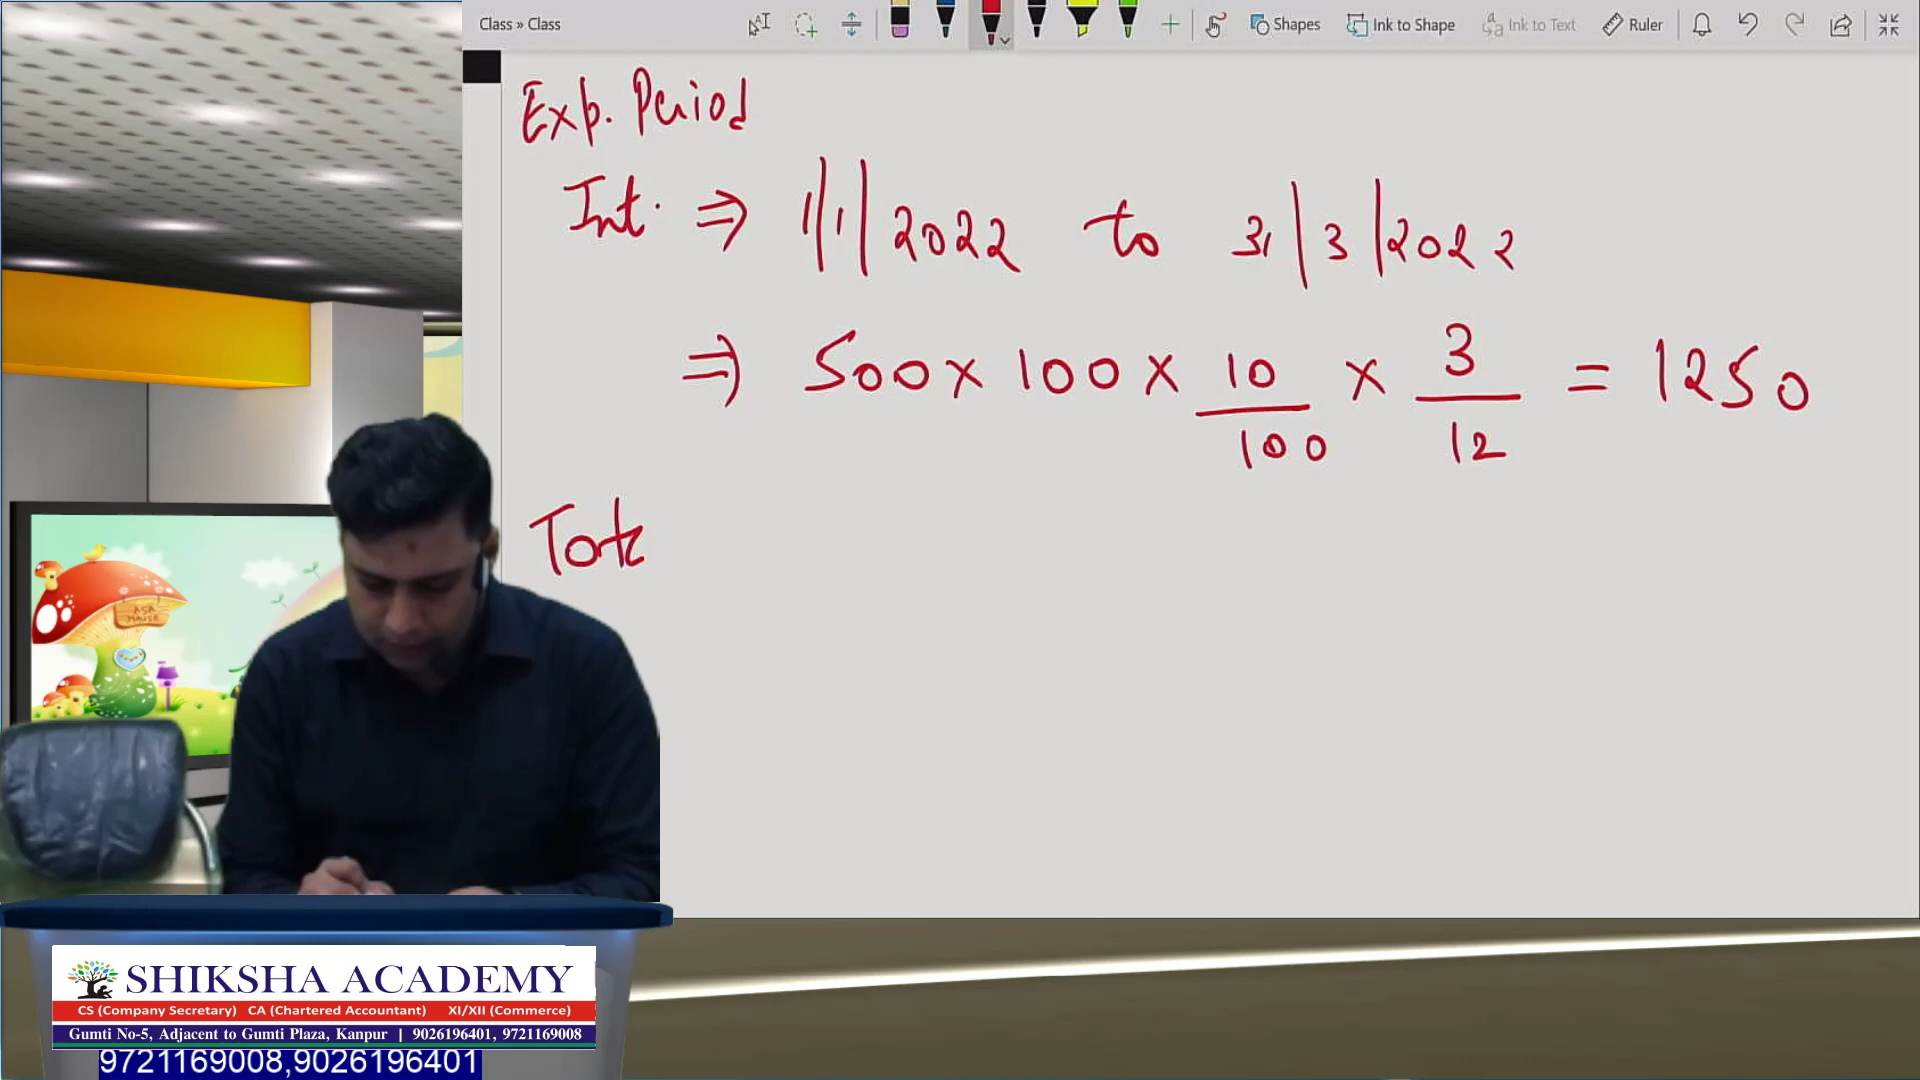 Class » Class
Shapes
Ink to Shape
Ink to Text
Ruler
Exp. Period
Int. ⇒ 1/1/2022 to 31/3/2022
⇒ 500 x 100 x 10/100 x 3/12 = 1250
Tot
ASA
House
SHIKSHA ACADEMY
CS (Company Secretary) CA (Chartered Accountant) XI/XII (Commerce)
Gumti No-5, Adjacent to Gumti Plaza, Kanpur | 9026196401, 9721169008
9721169008,9026196401